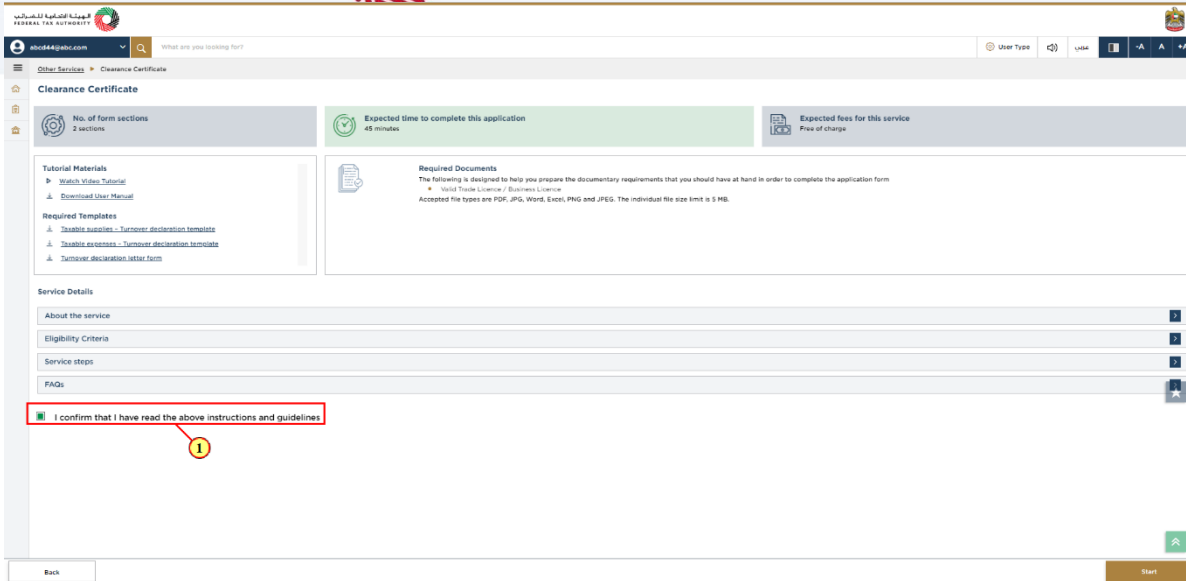 الهيئة الاتحادية للضرائب
FEDERAL TAX AUTHORITY
abcd44@abc.com
What are you looking for?
User Type
عربي
-A A +A
Other Services Clearance Certificate
Clearance Certificate
No. of form sections
2 sections
Expected time to complete this application
45 minutes
Expected fees for this service
Free of charge
Tutorial Materials
Watch Video Tutorial
Download User Manual
Required Templates
Taxable supplies - Turnover declaration template
Taxable expenses - Turnover declaration template
Turnover declaration letter form
Required Documents
The following is designed to help you prepare the documentary requirements that you should have at hand in order to complete the application form
Valid Trade Licence / Business Licence
Accepted file types are PDF, JPG, Word, Excel, PNG and JPEG. The individual file size limit is 5 MB.
Service Details
About the service
Eligibility Criteria
Service steps
FAQs
I confirm that I have read the above instructions and guidelines
1
Back
Start